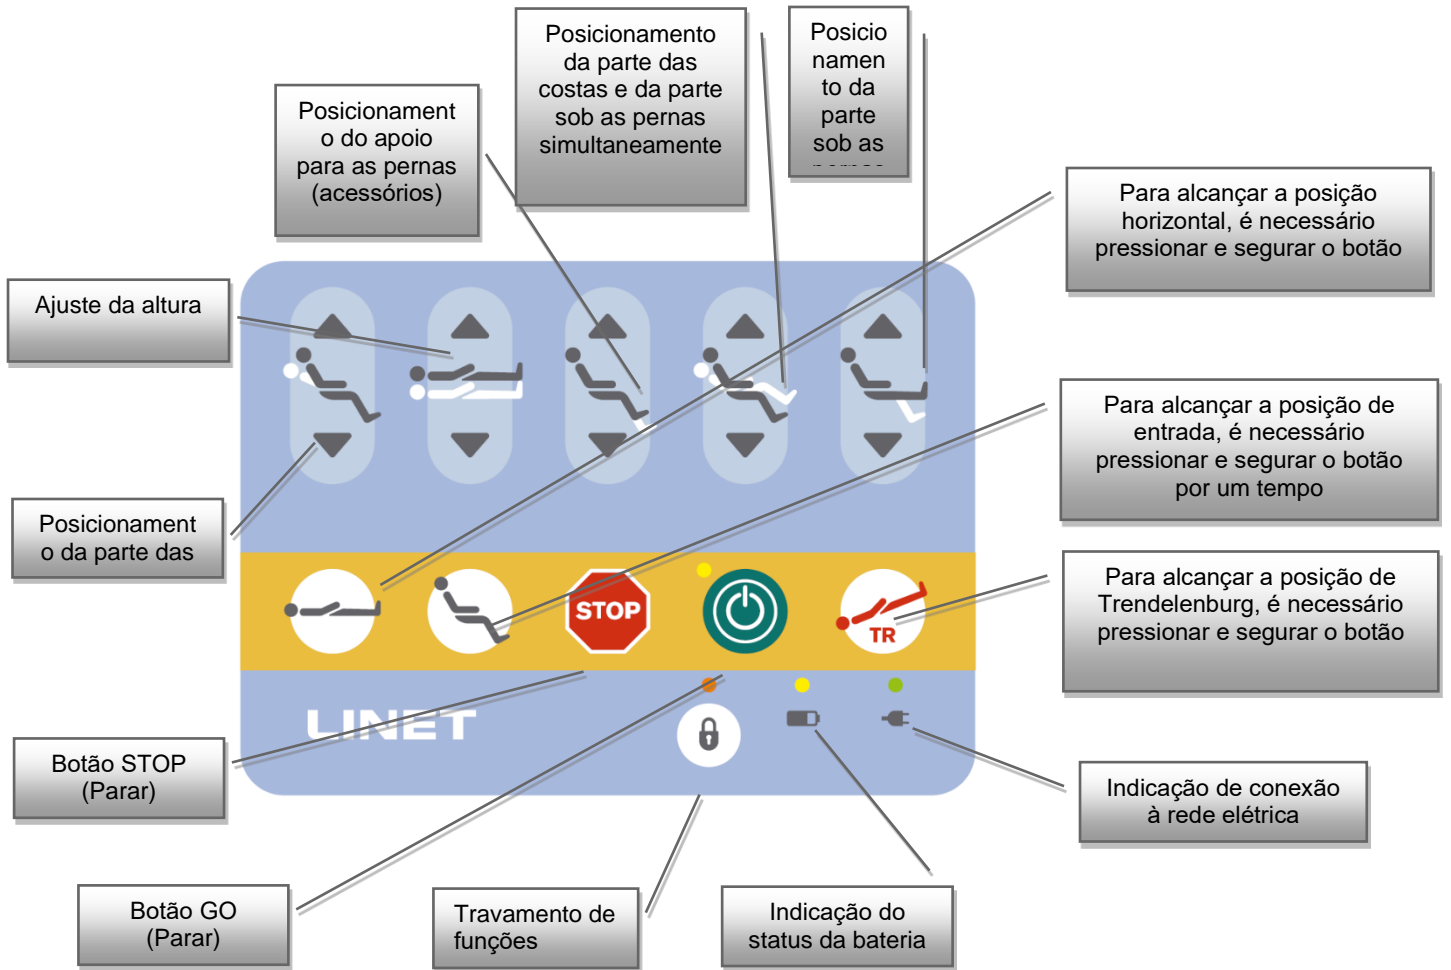 Posicionamento
da parte das
costas e da parte
sob as pernas
simultaneamente
Posicio
namen
to da
parte
sob as
Posicionament
o do apoio
para as pernas
(acessórios)
Para alcançar a posição
horizontal, é necessário
pressionar e segurar o botão
Ajuste da altura
Para alcançar a posição de
entrada, é necessário
pressionar e segurar o botão
por um tempo
Posicionament
o da parte das
Para alcançar a posição de
Trendelenburg, é necessário
pressionar e segurar o botão
STOP
TR
LINET
Botão STOP
(Parar)
Indicação de conexão
à rede elétrica
Botão GO
(Parar)
Travamento de
funções
Indicação do
status da bateria